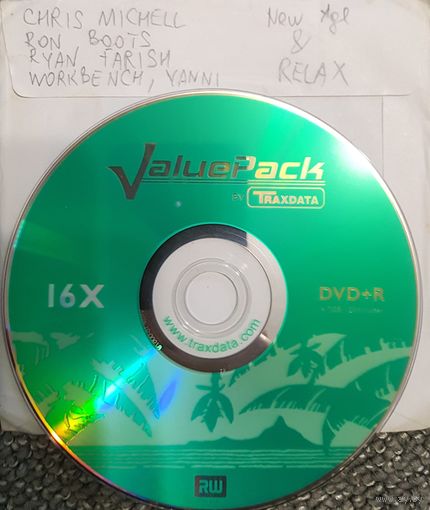 CHRIS MICHELL
RON BOOTS
RYAN FARISH
WORKBENCH, YANNI
New Age
&
RELAX
ValuePack
BY TRAXDATA
16X
DVD+R
www.traxdata.com
RW